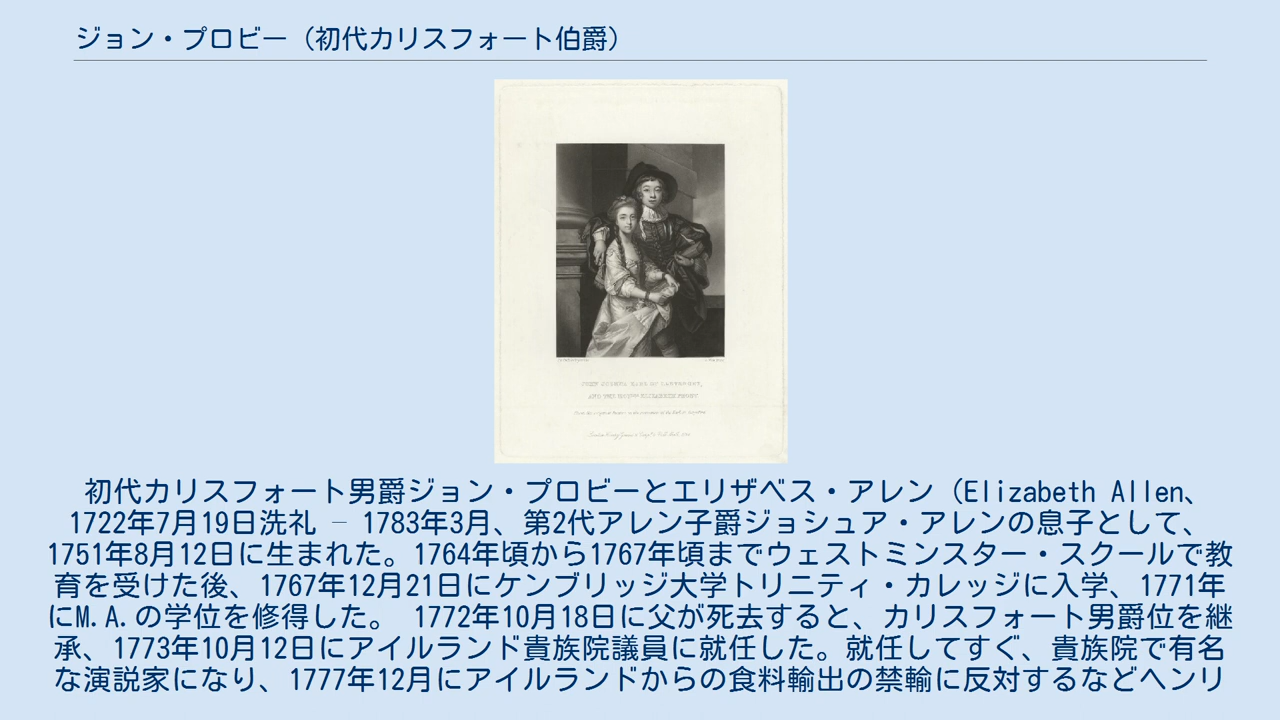 ジョン・プロビー（初代カリスフォート伯爵）
AND THE HON^BLE ELIZABETH PROBY
初代カリスフォート男爵ジョン・プロビーとエリザベス・アレン（Elizabeth Allen、
1722年7月19日洗礼 – 1783年3月、第2代アレン子爵ジョシュア・アレンの息子として、
1751年8月12日に生まれた。1764年頃から1767年頃までウェストミンスター・スクールで教
育を受けた後、1767年12月21日にケンブリッジ大学トリニティ・カレッジに入学、1771年
にM.A.の学位を修得した。 1772年10月18日に父が死去すると、カリスフォート男爵位を継
承、1773年10月12日にアイルランド貴族院議員に就任した。就任してすぐ、貴族院で有名
な演説家になり、1777年12月にアイルランドからの食料輸出の禁輸に反対するなどヘンリ